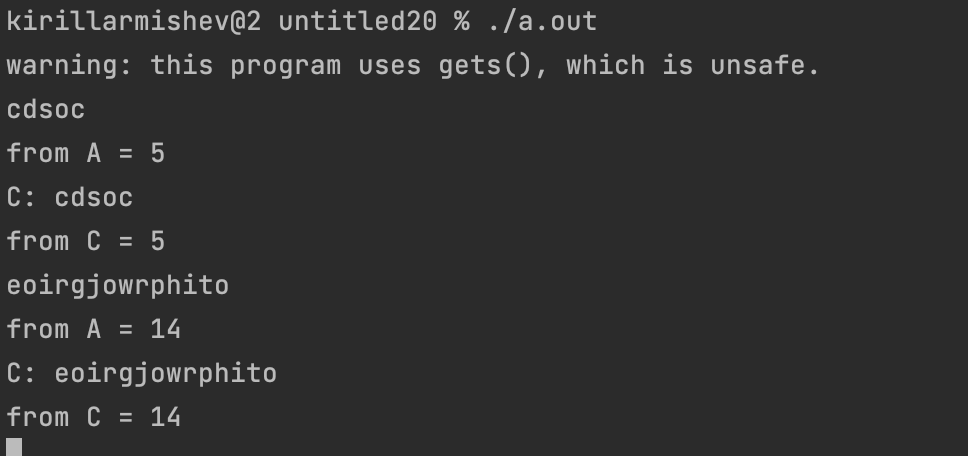 kirillarmishev@2 untitled20 % ./a.out
warning: this program uses gets(), which is unsafe.
cdsoc
from A = 5
C: cdsoc
from C = 5
eoirgjowrphito
from A = 14
C: eoirgjowrphito
from C = 14